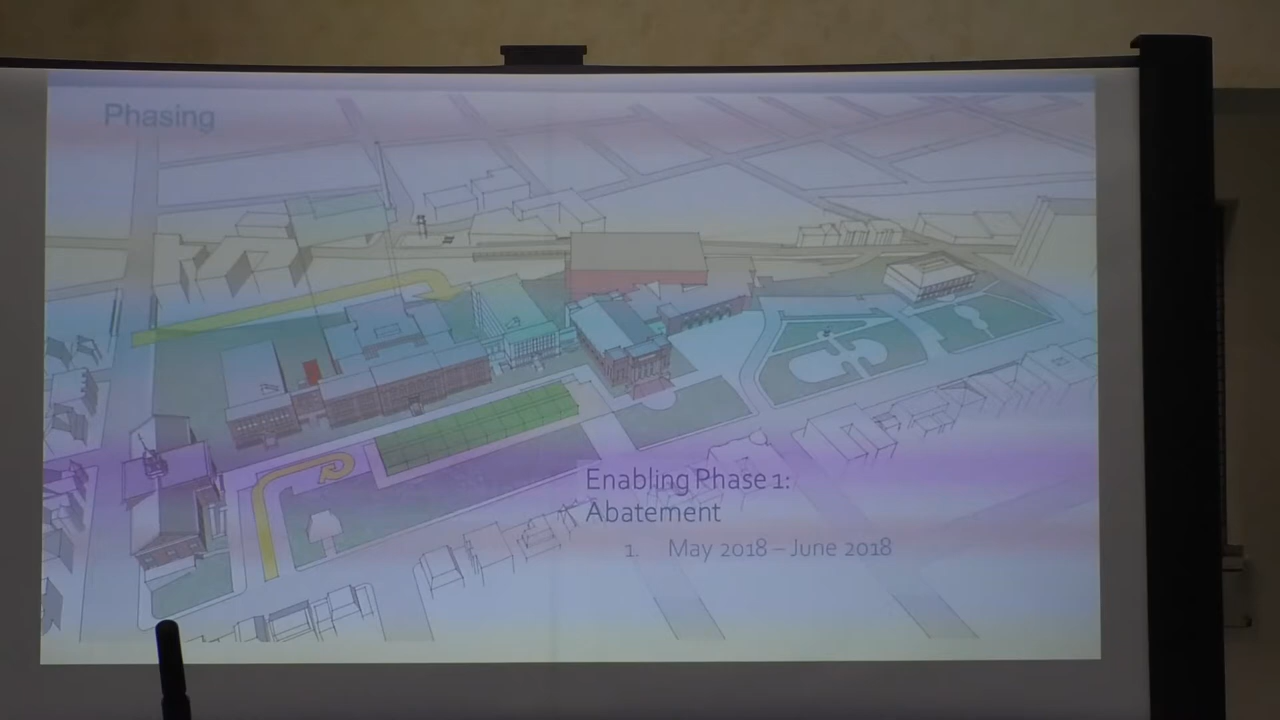 Phasing
Enabling Phase 1:
Abatement
1. May 2018 – June 2018